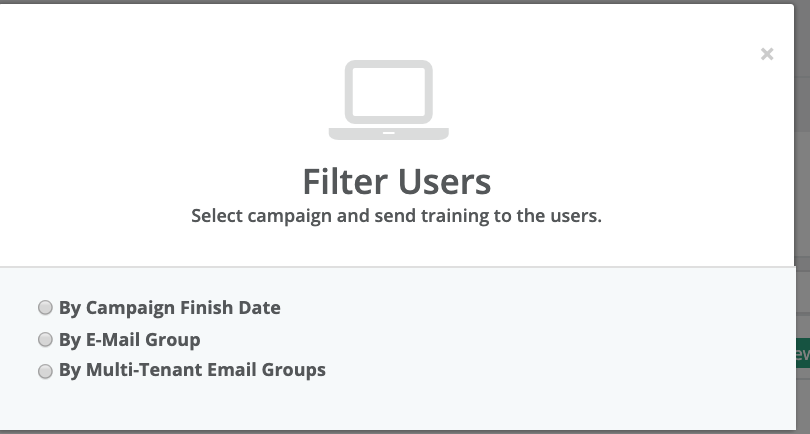 ×
Filter Users
Select campaign and send training to the users.
By Campaign Finish Date
By E-Mail Group
By Multi-Tenant Email Groups